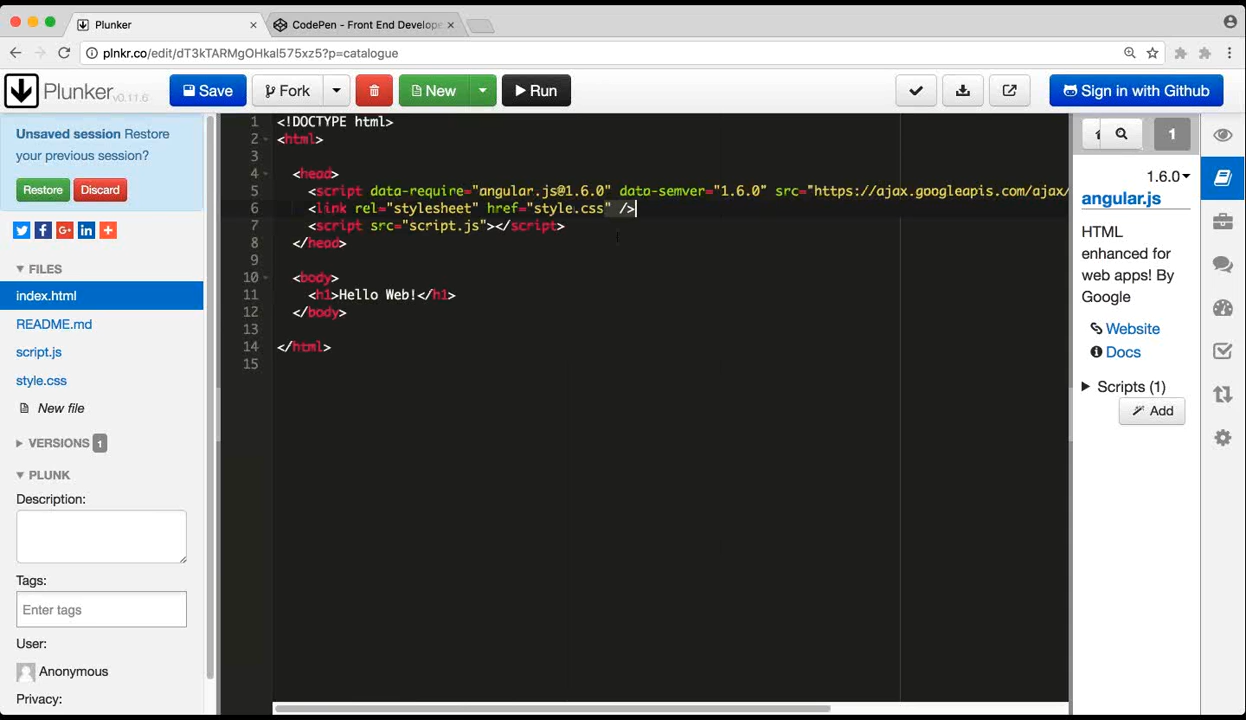 Plunker
CodePen - Front End Develope
plnkr.co/edit/dT3kTARMgOHkal575xz5?p=catalogue
Plunker v0.11.6
Save
Fork
New
Run
Sign in with Github
Unsaved session Restore
your previous session?
Restore
Discard
FILES
index.html
README.md
script.js
style.css
New file
VERSIONS 1
PLUNK
Description:
Tags:
Enter tags
User:
Anonymous
Privacy:
1 <!DOCTYPE html>
2 <html>
3
4 <head>
5 <script data-require="angular.js@1.6.0" data-semver="1.6.0" src="https://ajax.googleapis.com/ajax/
6 <link rel="stylesheet" href="style.css" />
7 <script src="script.js"></script>
8 </head>
9
10 <body>
11 <h1>Hello Web!</h1>
12 </body>
13
14 </html>
15
1
1.6.0
angular.js
HTML
enhanced for
web apps! By
Google
Website
Docs
Scripts (1)
Add